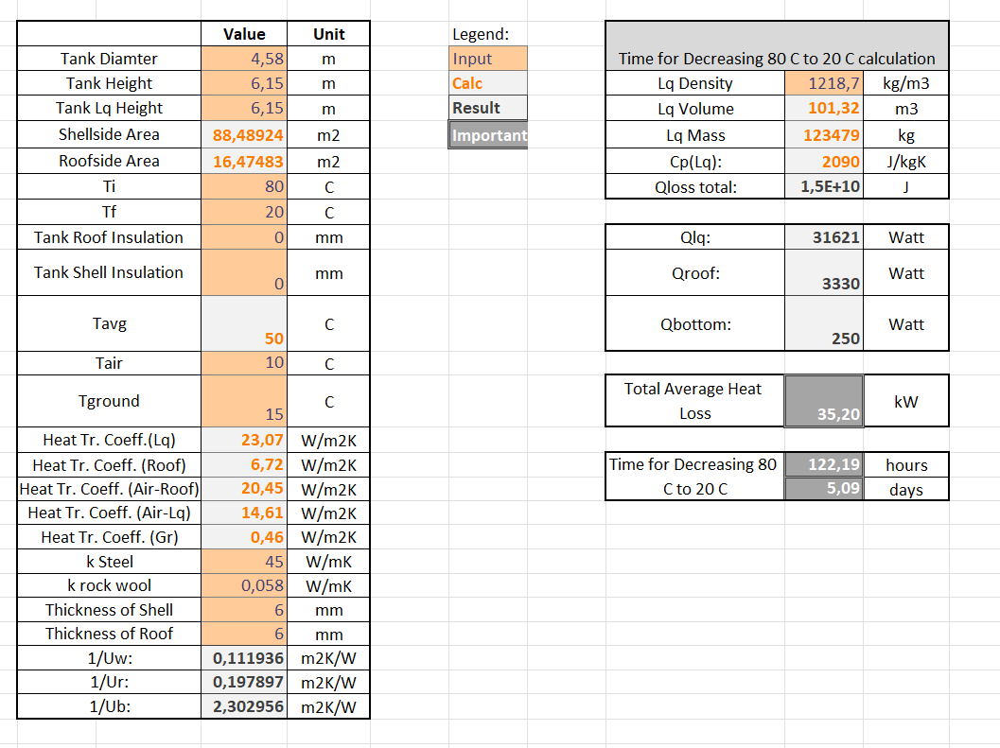 Value Unit
Tank Diamter 4,58 m
Tank Height 6,15 m
Tank Lq Height 6,15 m
Shellside Area 88,48924 m2
Roofside Area 16,47483 m2
Ti 80 C
Tf 20 C
Tank Roof Insulation 0 mm
Tank Shell Insulation 0 mm
Tavg 50 C
Tair 10 C
Tground 15 C
Heat Tr. Coeff.(Lq) 23,07 W/m2K
Heat Tr. Coeff. (Roof) 6,72 W/m2K
Heat Tr. Coeff. (Air-Roof) 20,45 W/m2K
Heat Tr. Coeff. (Air-Lq) 14,61 W/m2K
Heat Tr. Coeff. (Gr) 0,46 W/m2K
k Steel 45 W/mK
k rock wool 0,058 W/mK
Thickness of Shell 6 mm
Thickness of Roof 6 mm
1/Uw: 0,111936 m2K/W
1/Ur: 0,197897 m2K/W
1/Ub: 2,302956 m2K/W
Legend:
Input
Calc
Result
Important
Time for Decreasing 80 C to 20 C calculation
Lq Density 1218,7 kg/m3
Lq Volume 101,32 m3
Lq Mass 123479 kg
Cp(Lq): 2090 J/kgK
Qloss total: 1,5E+10 J
Qlq: 31621 Watt
Qroof: 3330 Watt
Qbottom: 250 Watt
Total Average Heat
Loss 35,20 kW
Time for Decreasing 80 122,19 hours
C to 20 C 5,09 days